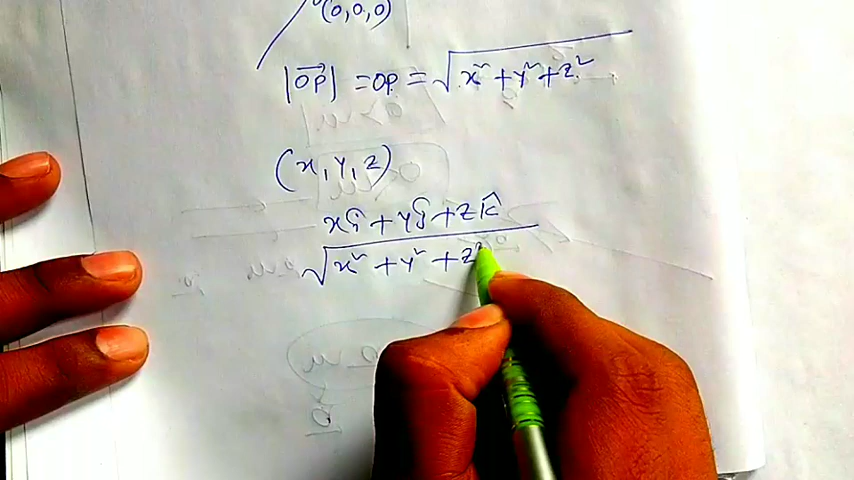 (0,0,0)
|OP⃗| = OP = √x²+y²+z²
(x, y, z)
xî + yĵ + zk̂
√x² + y² + z²